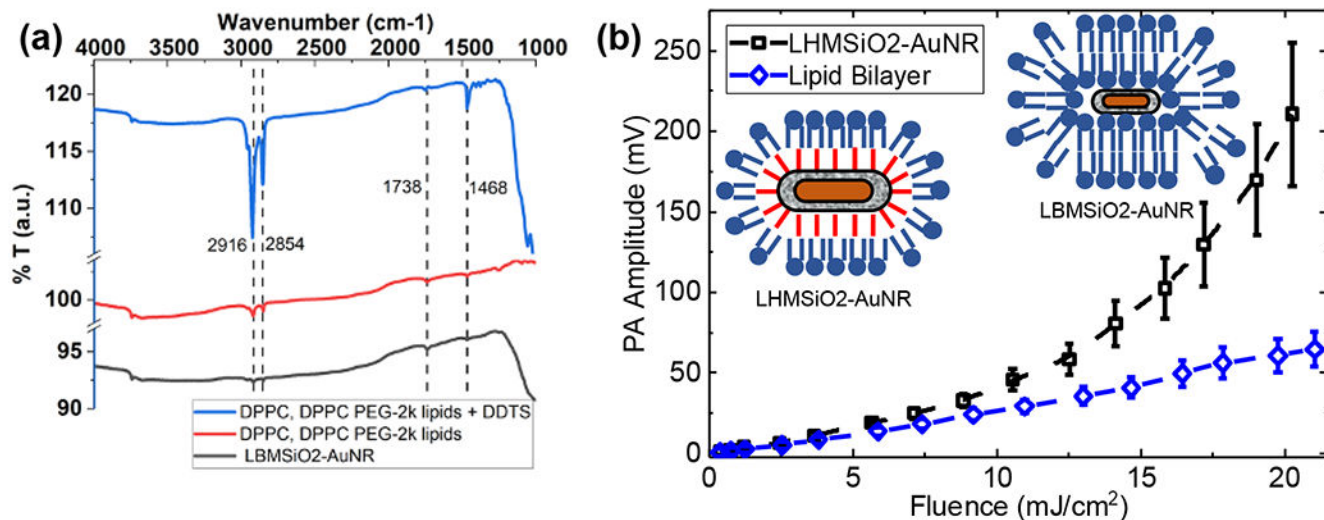 (a)
Wavenumber (cm-1)
4000 3500 3000 2500 2000 1500 1000
% T (a.u.)
120
115
110
100
95
90
2916
2854
1738
1468
DPPC, DPPC PEG-2k lipids + DDTS
DPPC, DPPC PEG-2k lipids
LBMSiO2-AuNR
(b)
PA Amplitude (mV)
250
200
150
100
50
0
LHMSiO2-AuNR
Lipid Bilayer
LHMSiO2-AuNR
LBMSiO2-AuNR
0 5 10 15 20
Fluence (mJ/cm²)